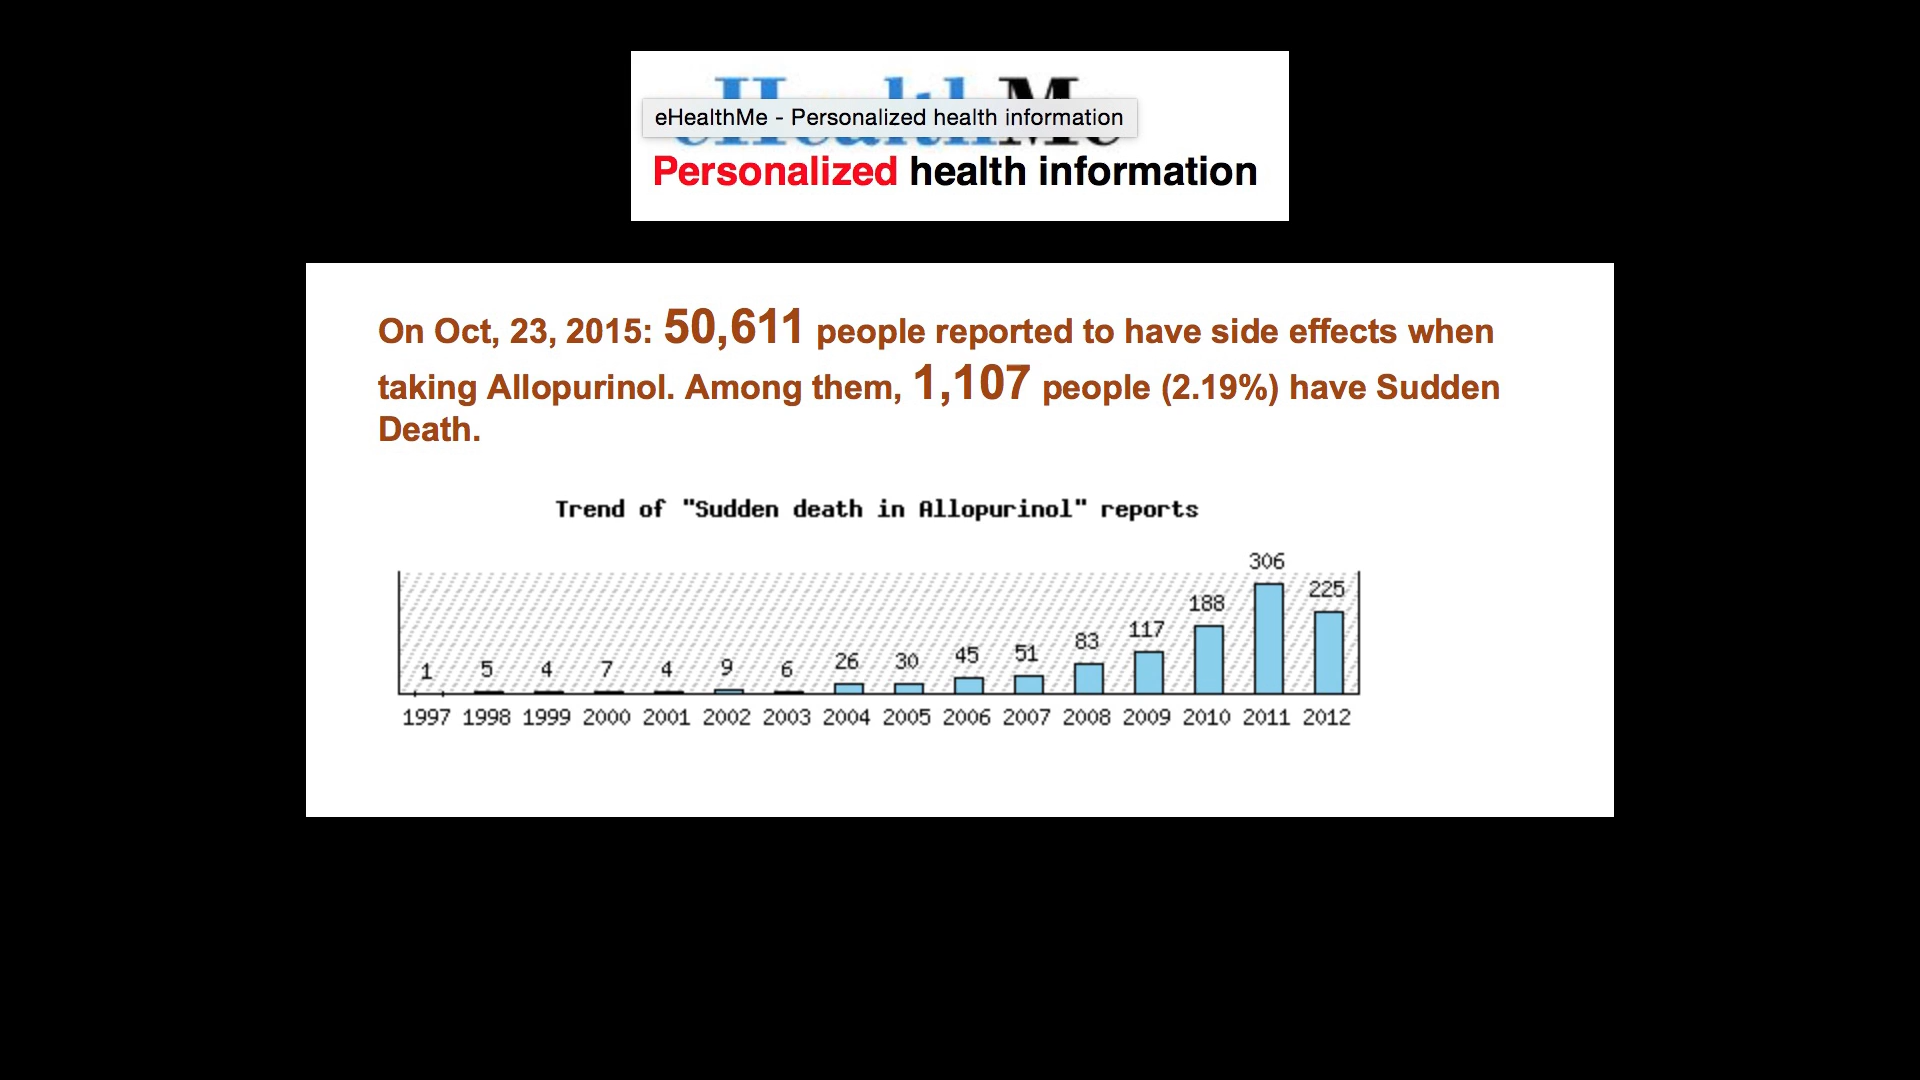 eHealthMe
eHealthMe - Personalized health information
Personalized health information
On Oct, 23, 2015: 50,611 people reported to have side effects when
taking Allopurinol. Among them, 1,107 people (2.19%) have Sudden
Death.
Trend of "Sudden death in Allopurinol" reports
1 5 4 7 4 9 6 26 30 45 51 83 117 188 306 225
1997 1998 1999 2000 2001 2002 2003 2004 2005 2006 2007 2008 2009 2010 2011 2012